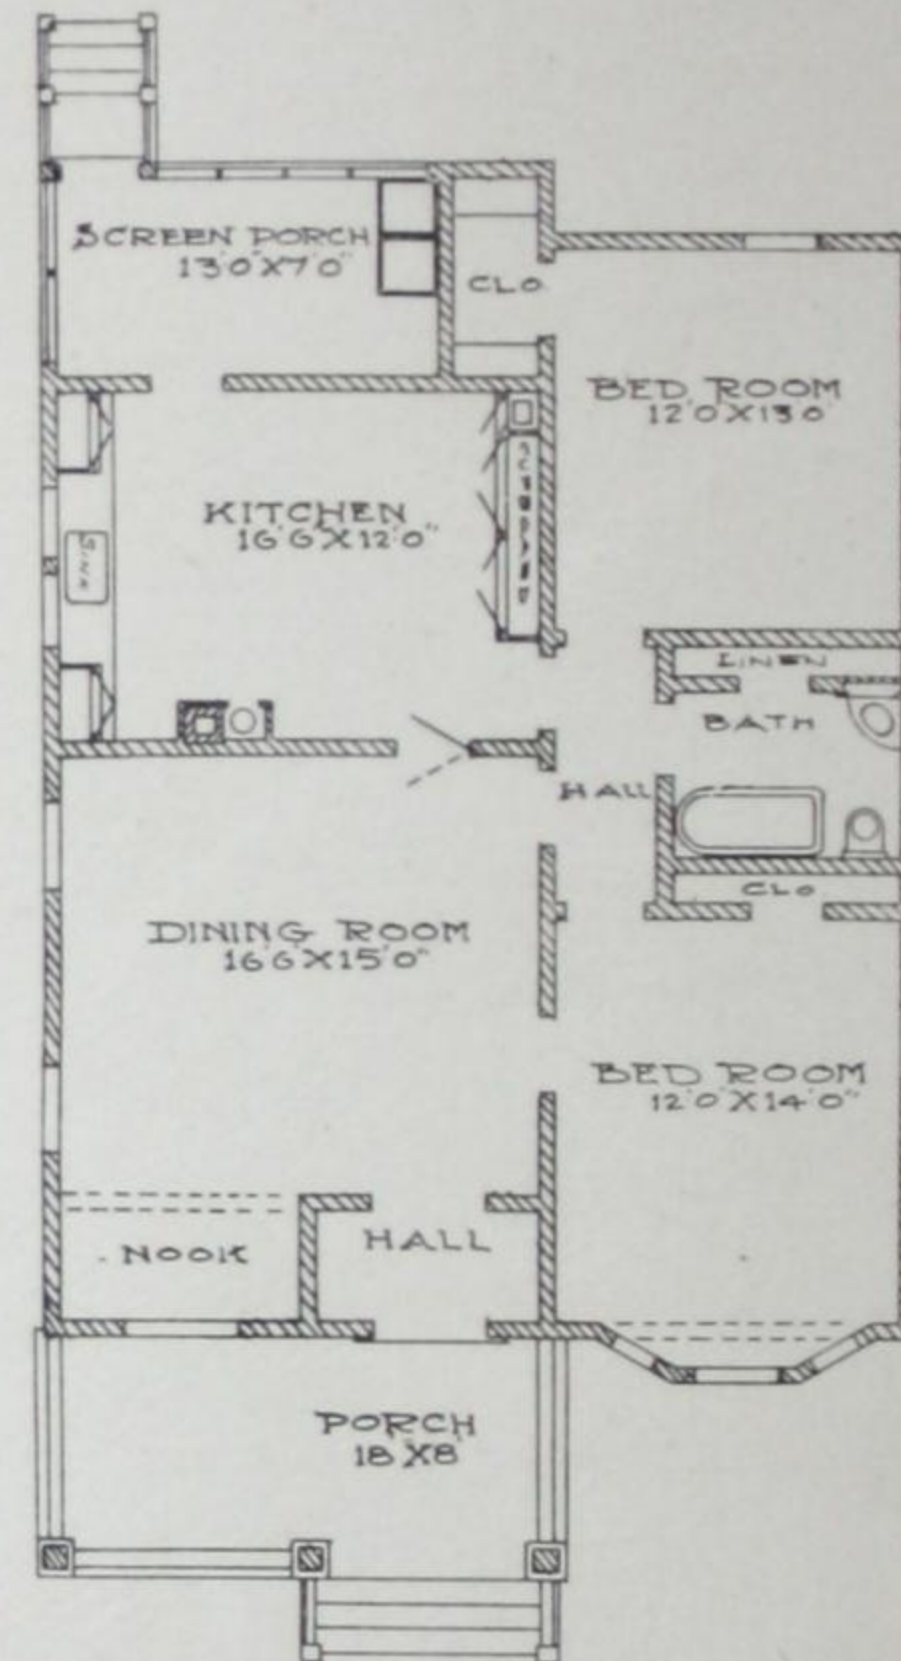 SCREEN PORCH
13'0"X7'0"
CLO.
BED ROOM
12'0"X13'0"
KITCHEN
16'6"X12'0"
CUPBOARD
SINK
LINEN
BATH
HALL
CLO.
DINING ROOM
16'6"X15'0"
BED ROOM
12'0"X14'0"
NOOK
HALL
PORCH
18'X8'